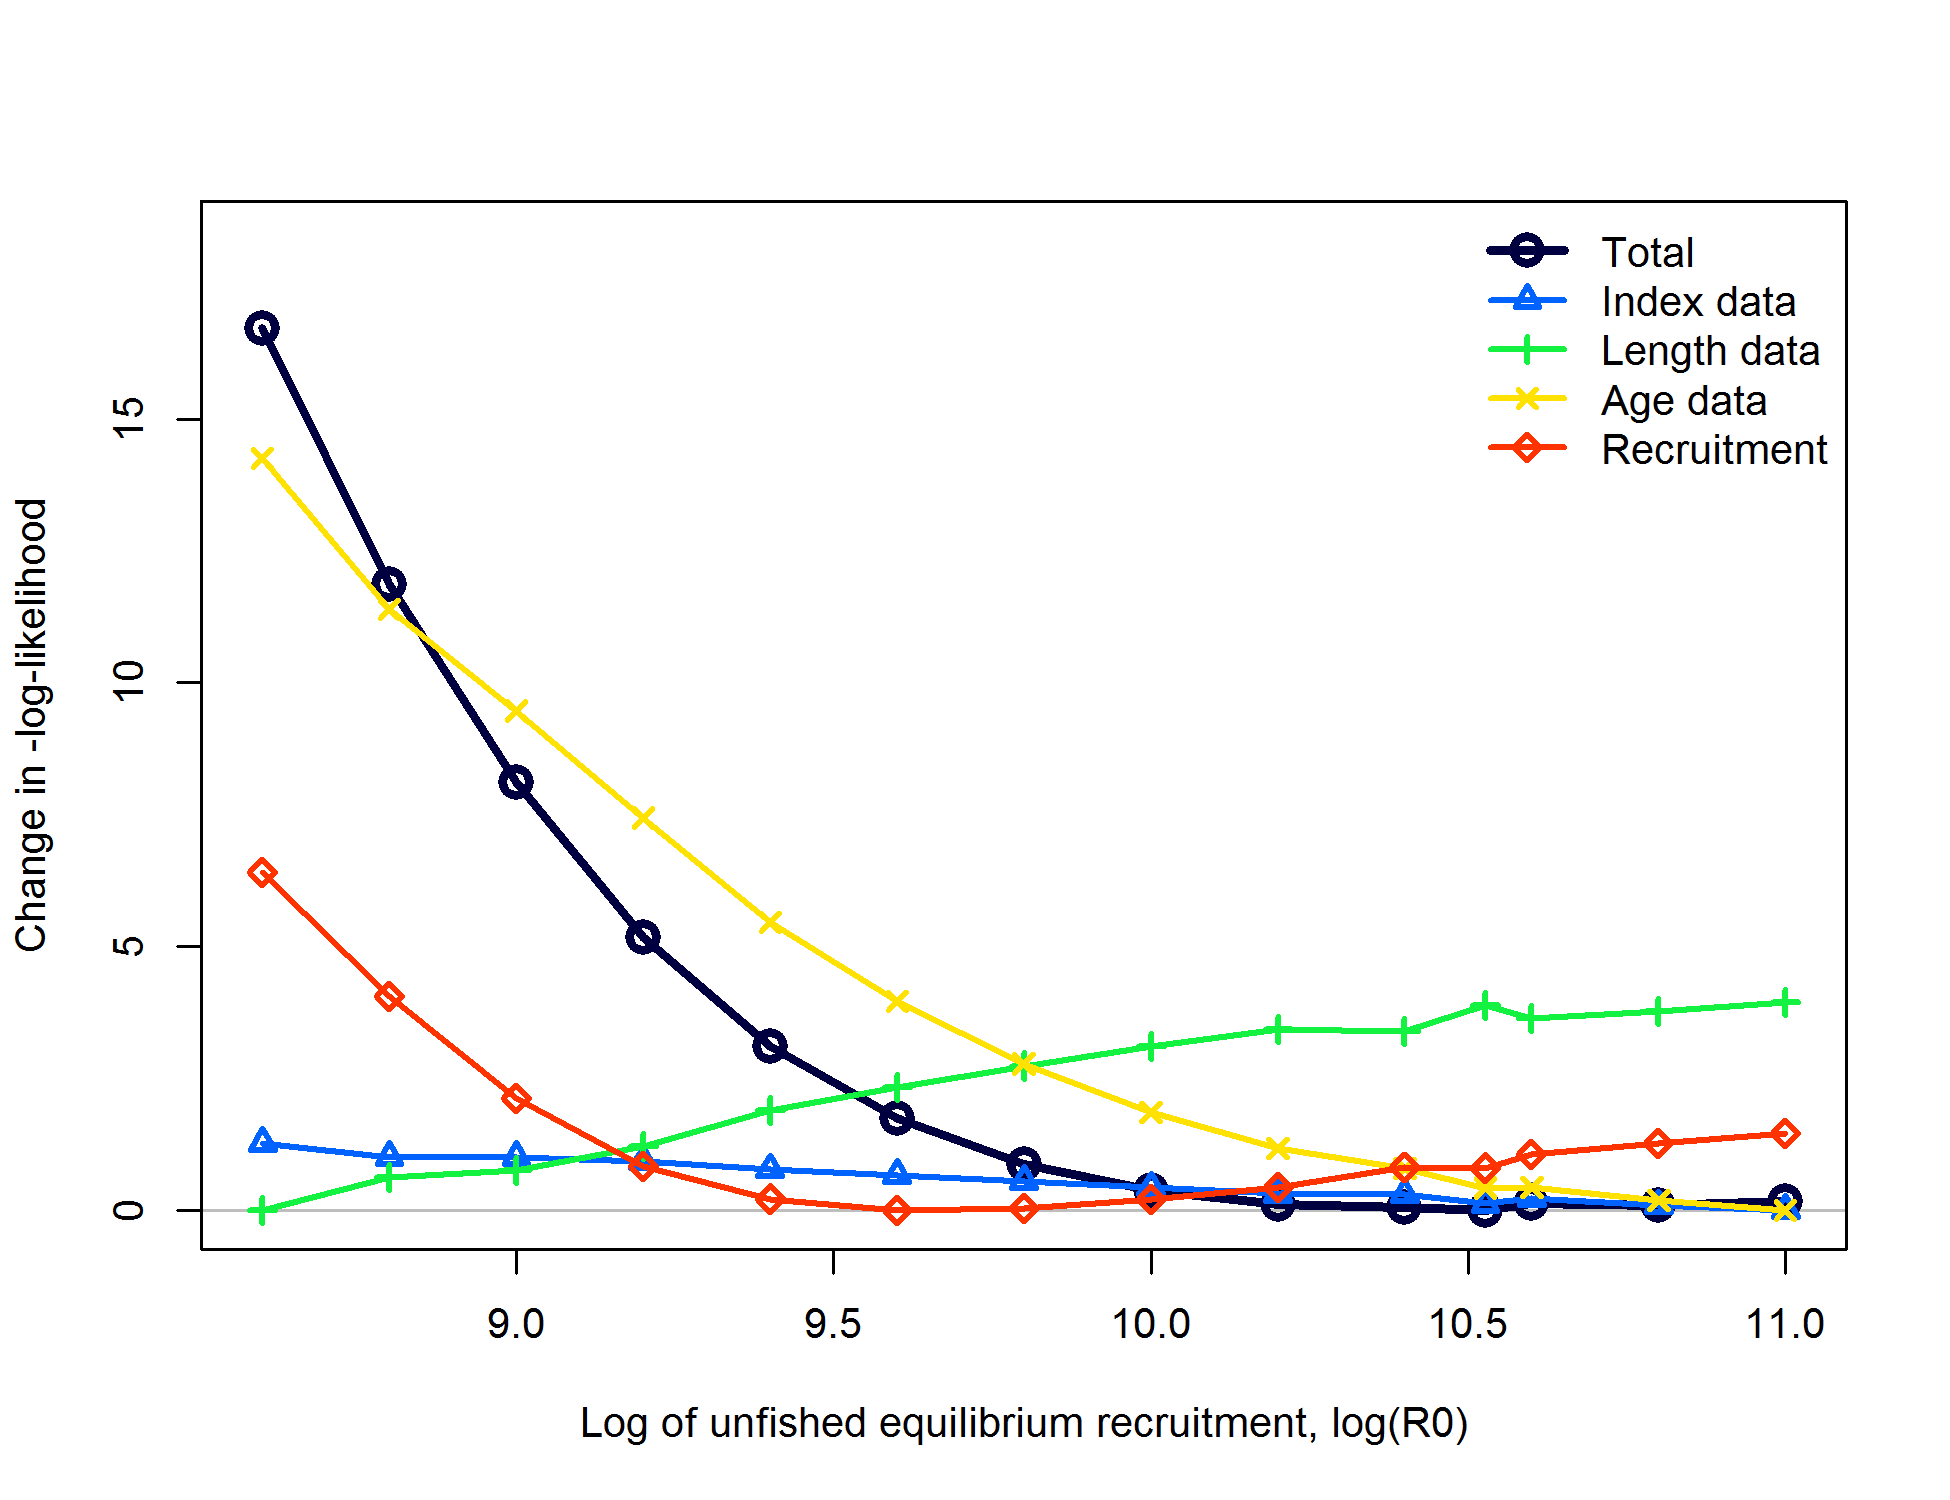 Total
Index data
Length data
Age data
Recruitment
Change in -log-likelihood
15
10
5
0
9.0 9.5 10.0 10.5 11.0
Log of unfished equilibrium recruitment, log(R0)